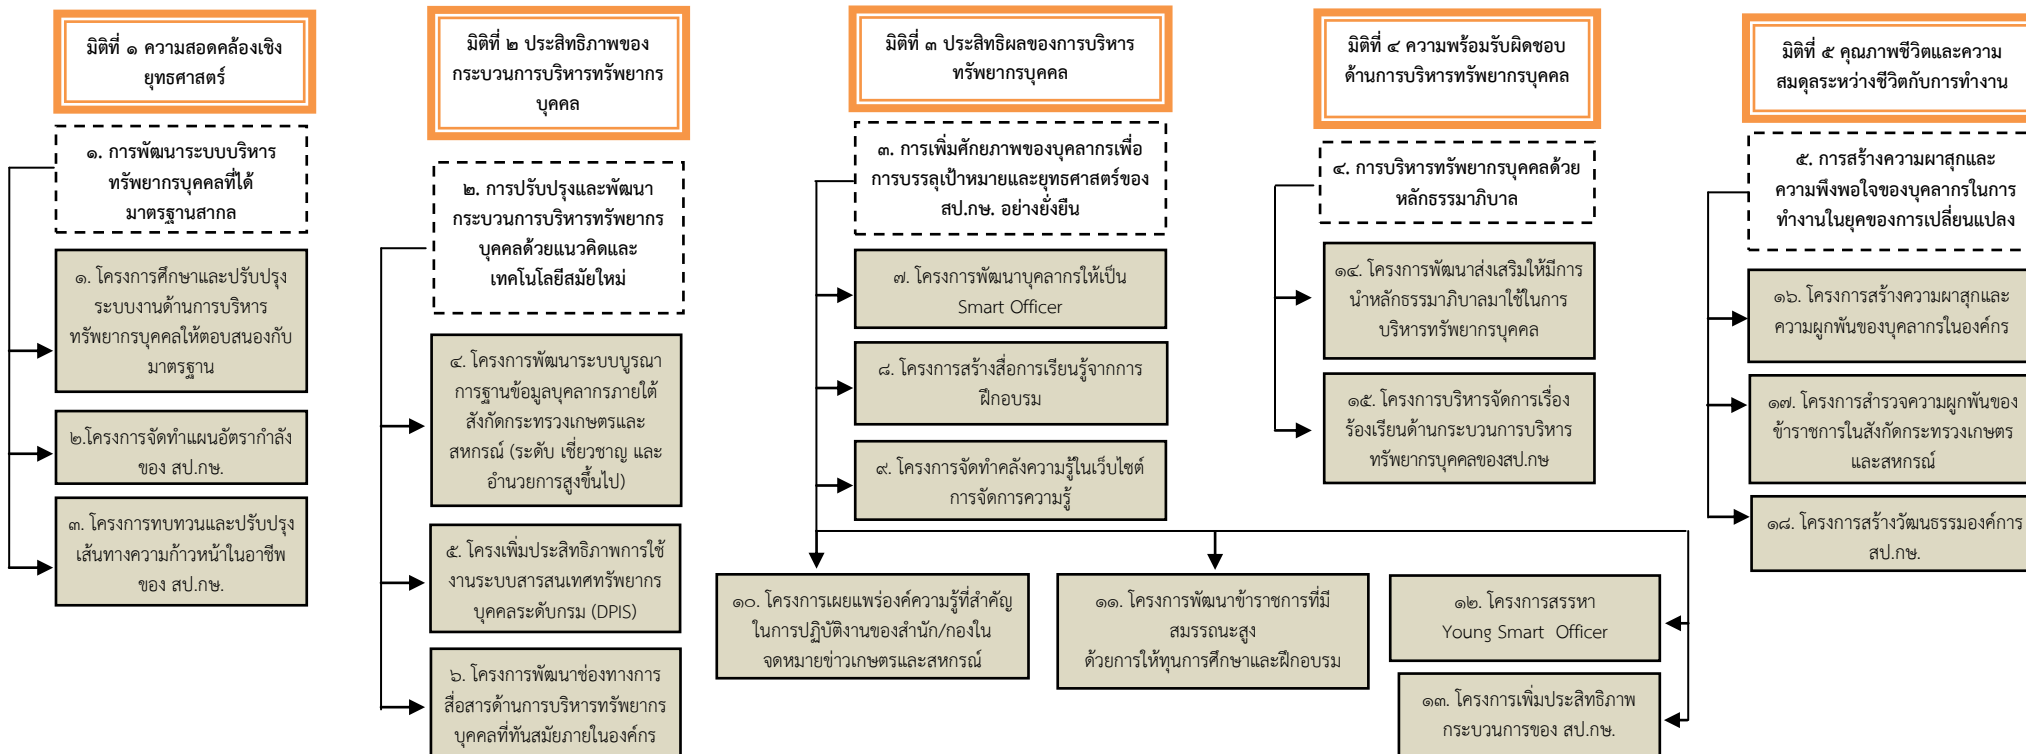 มิติที่ ๑ ความสอดคล้องเชิง
ยุทธศาสตร์
๑. การพัฒนาระบบบริหาร
ทรัพยากรบุคคลที่ได้
มาตรฐานสากล
๑. โครงการศึกษาและปรับปรุง
ระบบงานด้านการบริหาร
ทรัพยากรบุคคลให้ตอบสนองกับ
มาตรฐาน
๒.โครงการจัดทำแผนอัตรากำลัง
ของ สป.กษ.
๓. โครงการทบทวนและปรับปรุง
เส้นทางความก้าวหน้าในอาชีพ
ของ สป.กษ.
มิติที่ ๒ ประสิทธิภาพของ
กระบวนการบริหารทรัพยากร
บุคคล
๒. การปรับปรุงและพัฒนา
กระบวนการบริหารทรัพยากร
บุคคลด้วยแนวคิดและ
เทคโนโลยีสมัยใหม่
๔. โครงการพัฒนาระบบบูรณา
การฐานข้อมูลบุคลากรภายใต้
สังกัดกระทรวงเกษตรและ
สหกรณ์ (ระดับ เชี่ยวชาญ และ
อำนวยการสูงขึ้นไป)
๕. โครงเพิ่มประสิทธิภาพการใช้
งานระบบสารสนเทศทรัพยากร
บุคคลระดับกรม (DPIS)
๖. โครงการพัฒนาช่องทางการ
สื่อสารด้านการบริหารทรัพยากร
บุคคลที่ทันสมัยภายในองค์กร
มิติที่ ๓ ประสิทธิผลของการบริหาร
ทรัพยากรบุคคล
๓. การเพิ่มศักยภาพของบุคลากรเพื่อ
การบรรลุเป้าหมายและยุทธศาสตร์ของ
สป.กษ. อย่างยั่งยืน
๗. โครงการพัฒนาบุคลากรให้เป็น
Smart Officer
๘. โครงการสร้างสื่อการเรียนรู้จากการ
ฝึกอบรม
๙. โครงการจัดทำคลังความรู้ในเว็บไซต์
การจัดการความรู้
๑๐. โครงการเผยแพร่องค์ความรู้ที่สำคัญ
ในการปฏิบัติงานของสำนัก/กองใน
จดหมายข่าวเกษตรและสหกรณ์
๑๑. โครงการพัฒนาข้าราชการที่มี
สมรรถนะสูง
ด้วยการให้ทุนการศึกษาและฝึกอบรม
๑๒. โครงการสรรหา
Young Smart Officer
๑๓. โครงการเพิ่มประสิทธิภาพ
กระบวนการของ สป.กษ.
มิติที่ ๔ ความพร้อมรับผิดชอบ
ด้านการบริหารทรัพยากรบุคคล
๔. การบริหารทรัพยากรบุคคลด้วย
หลักธรรมาภิบาล
๑๔. โครงการพัฒนาส่งเสริมให้มีการ
นำหลักธรรมาภิบาลมาใช้ในการ
บริหารทรัพยากรบุคคล
๑๕. โครงการบริหารจัดการเรื่อง
ร้องเรียนด้านกระบวนการบริหาร
ทรัพยากรบุคคลของสป.กษ
มิติที่ ๕ คุณภาพชีวิตและความ
สมดุลระหว่างชีวิตกับการทำงาน
๕. การสร้างความผาสุกและ
ความพึงพอใจของบุคลากรในการ
ทำงานในยุคของการเปลี่ยนแปลง
๑๖. โครงการสร้างความผาสุกและ
ความผูกพันของบุคลากรในองค์กร
๑๗. โครงการสำรวจความผูกพันของ
ข้าราชการในสังกัดกระทรวงเกษตร
และสหกรณ์
๑๘. โครงการสร้างวัฒนธรรมองค์การ
สป.กษ.